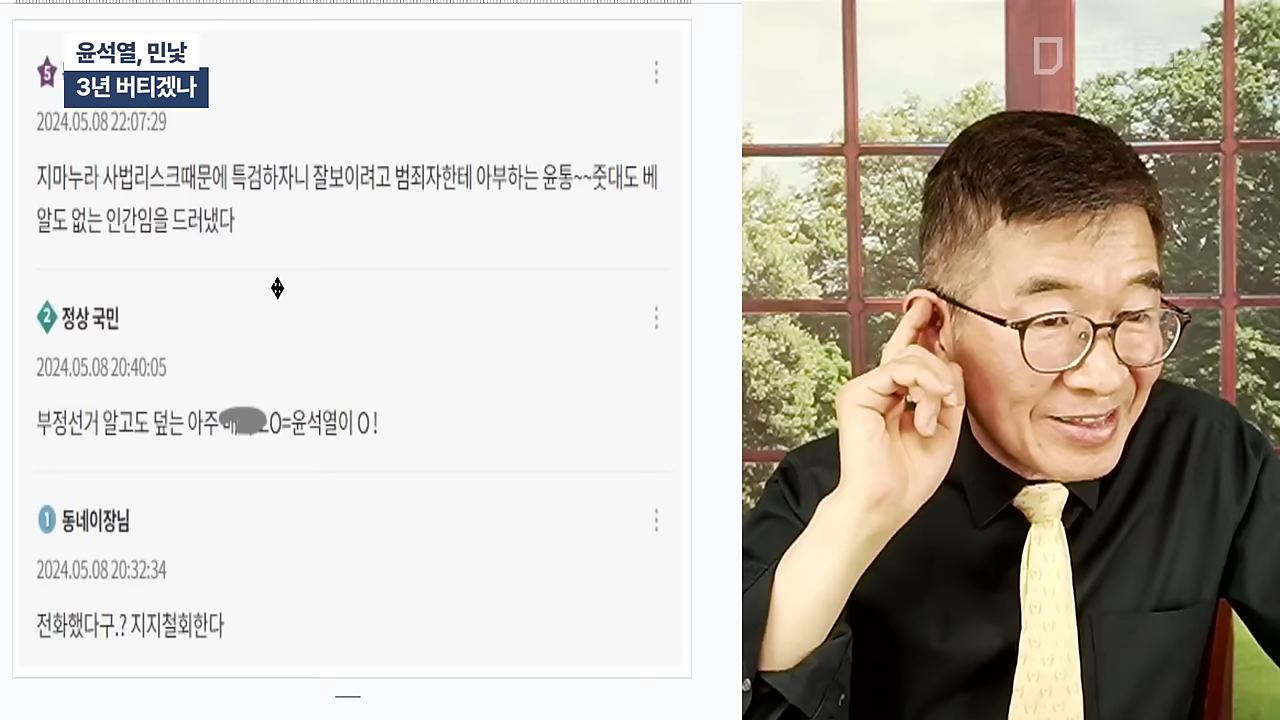 윤석열, 민낯
3년 버티겠나
5
2024.05.08 22:07:29
지마누라 사법리스크때문에 특검하자니 잘보이려고 범죄자한테 아부하는 윤통~~줏대도 베
알도 없는 인간임을 드러냈다
2 정상 국민
2024.05.08 20:40:05
부정선거 알고도 덮는 아주 O=윤석열이 O !
1 동네이장님
2024.05.08 20:32:34
전화했다구.? 지지철회한다